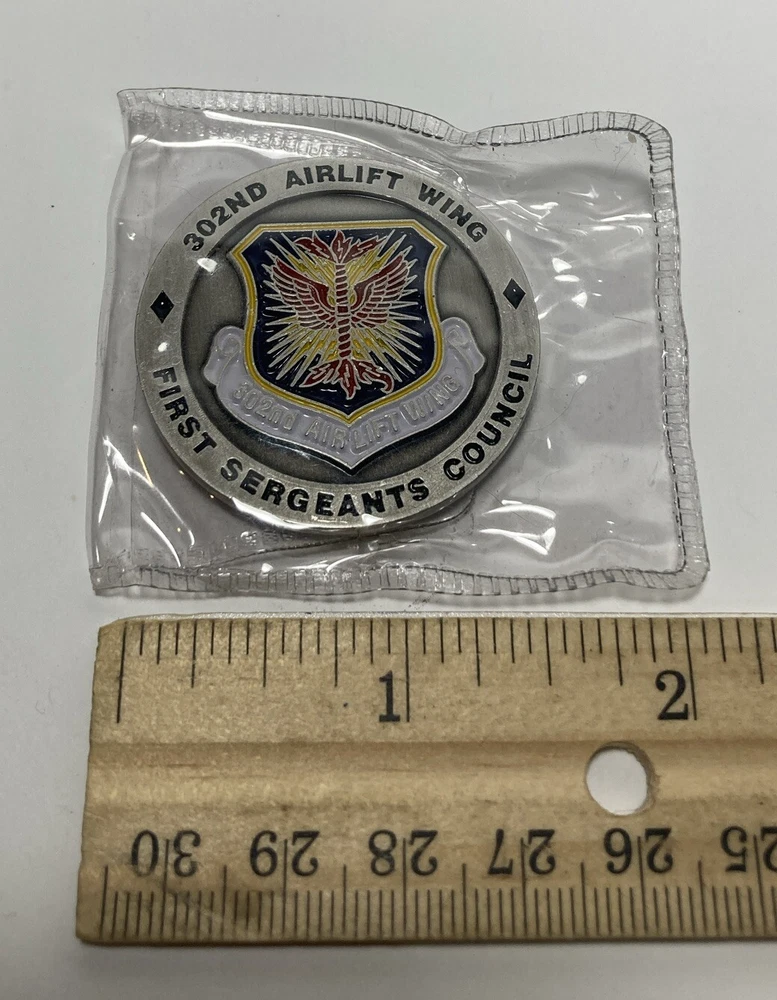 302ND AIRLIFT WING
302nd AIRLIFT WING
FIRST SERGEANTS COUNCIL
1 2
30 29 28 27 26 25